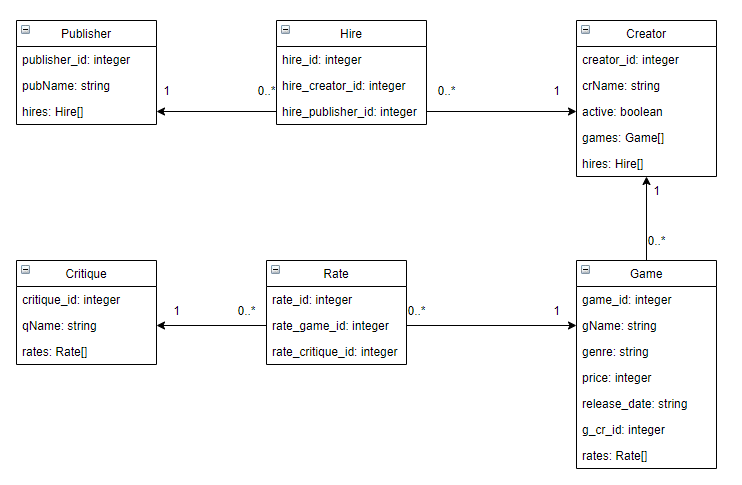 Publisher
publisher_id: integer
pubName: string
hires: Hire[]
1
0..*
Hire
hire_id: integer
hire_creator_id: integer
hire_publisher_id: integer
0..*
1
Creator
creator_id: integer
crName: string
active: boolean
games: Game[]
hires: Hire[]
1
0..*
Critique
critique_id: integer
qName: string
rates: Rate[]
1
0..*
Rate
rate_id: integer
rate_game_id: integer
rate_critique_id: integer
0..*
1
Game
game_id: integer
gName: string
genre: string
price: integer
release_date: string
g_cr_id: integer
rates: Rate[]